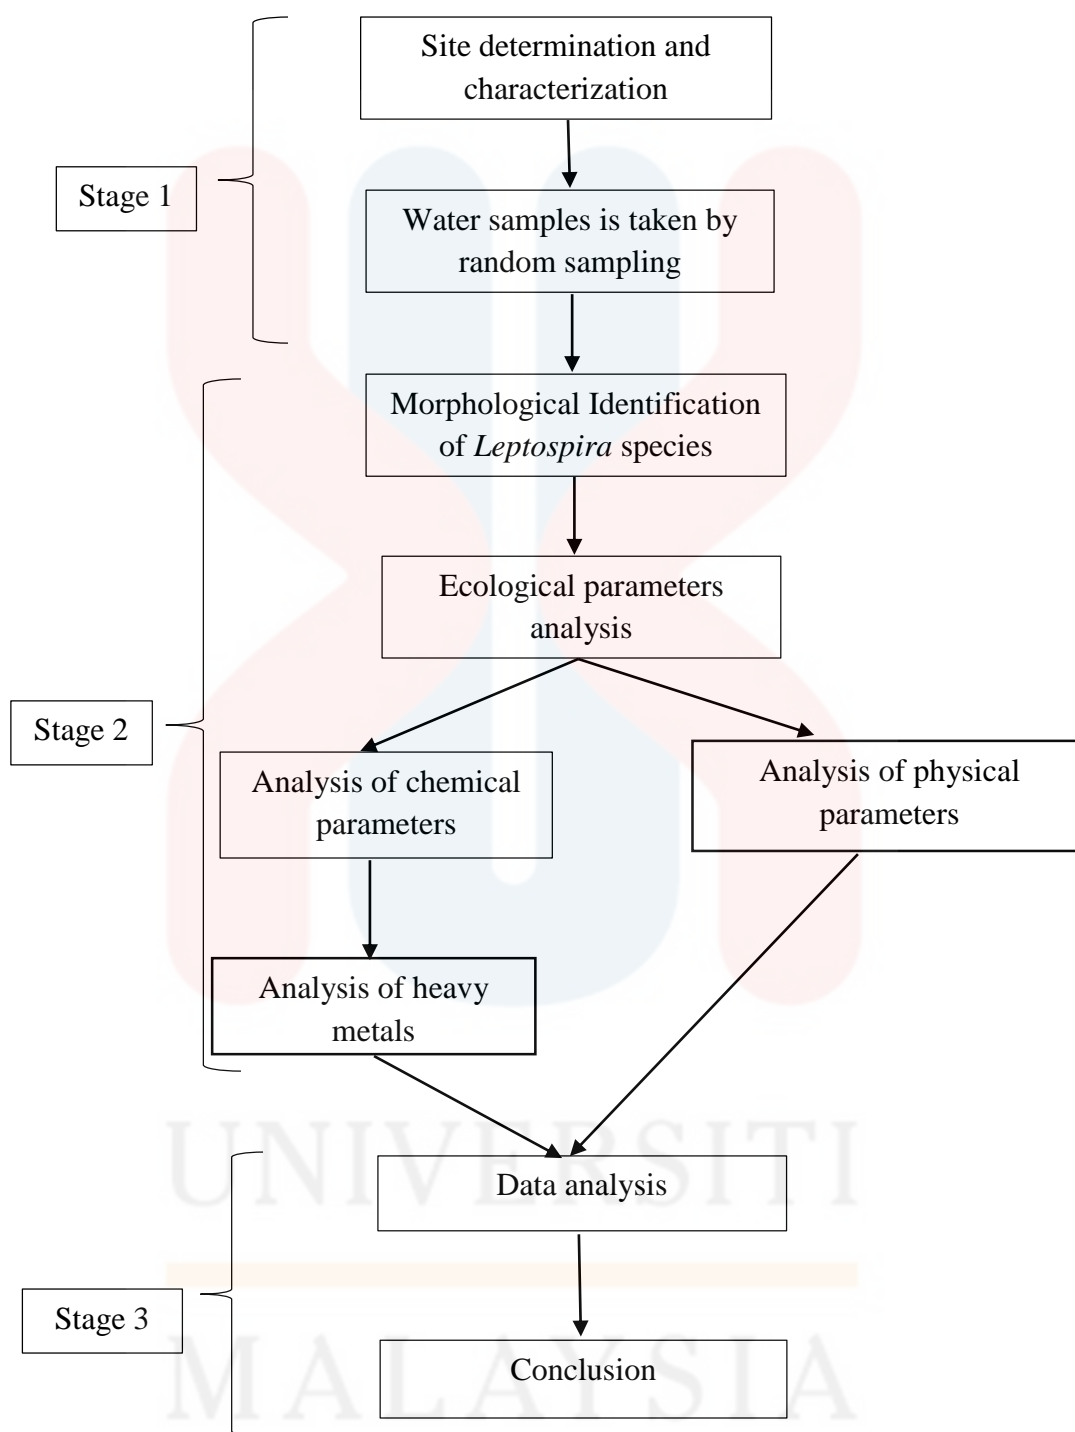 Site determination and
characterization
Stage 1
Water samples is taken by
random sampling
Morphological Identification
of Leptospira species
Ecological parameters
analysis
Stage 2
Analysis of chemical
parameters
Analysis of physical
parameters
Analysis of heavy
metals
UNIVERSITI
Data analysis
Stage 3
MALAYSIA
Conclusion